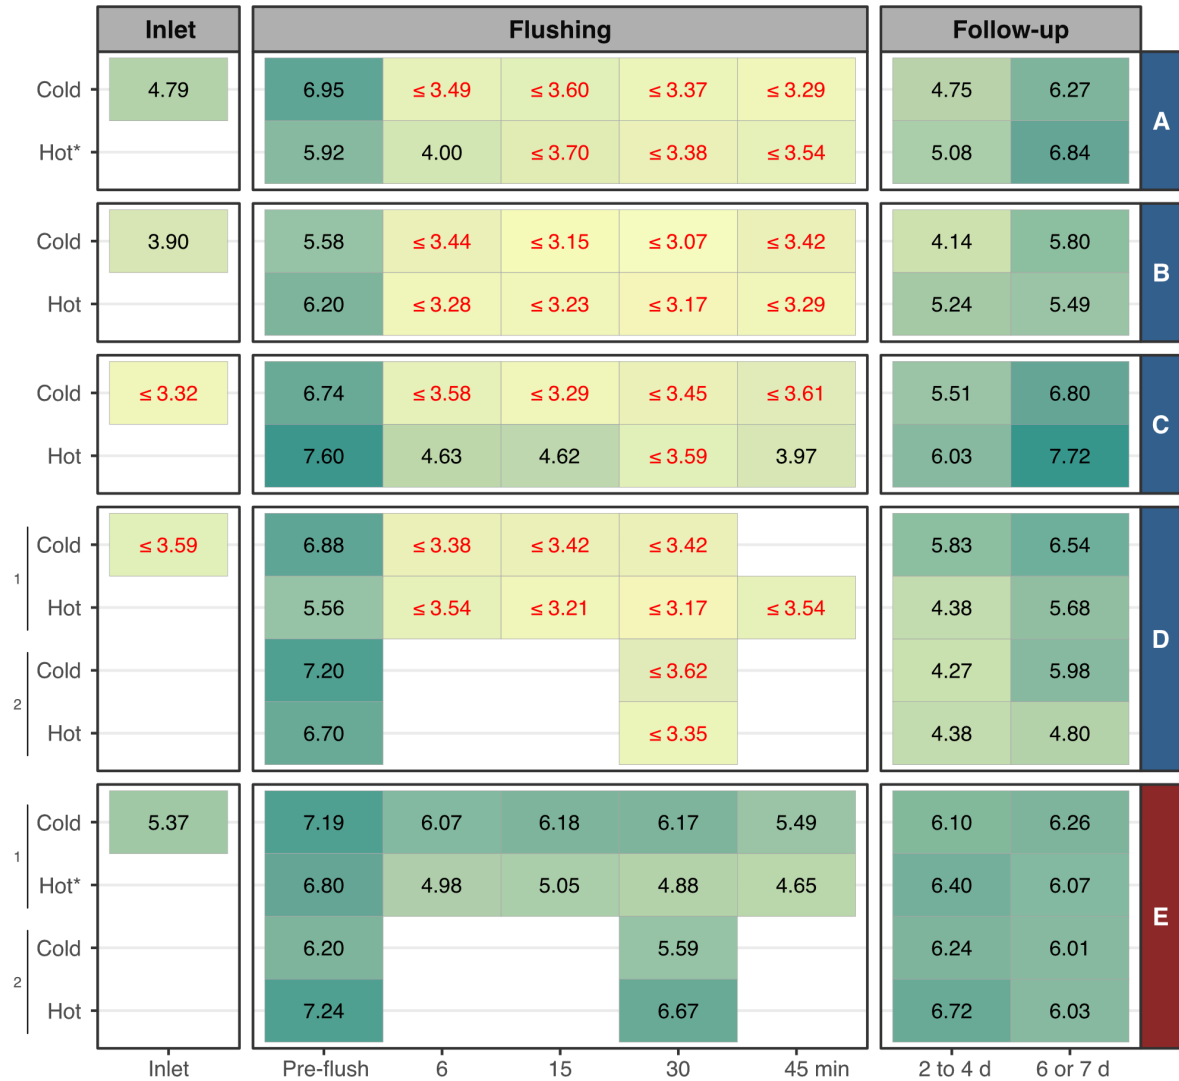 Inlet Flushing Follow-up
Cold 4.79 6.95 ≤ 3.49 ≤ 3.60 ≤ 3.37 ≤ 3.29 4.75 6.27
A
Hot* 5.92 4.00 ≤ 3.70 ≤ 3.38 ≤ 3.54 5.08 6.84
Cold 3.90 5.58 ≤ 3.44 ≤ 3.15 ≤ 3.07 ≤ 3.42 4.14 5.80
B
Hot 6.20 ≤ 3.28 ≤ 3.23 ≤ 3.17 ≤ 3.29 5.24 5.49
Cold ≤ 3.32 6.74 ≤ 3.58 ≤ 3.29 ≤ 3.45 ≤ 3.61 5.51 6.80
C
Hot 7.60 4.63 4.62 ≤ 3.59 3.97 6.03 7.72
Cold ≤ 3.59 6.88 ≤ 3.38 ≤ 3.42 ≤ 3.42 5.83 6.54
1
Hot 5.56 ≤ 3.54 ≤ 3.21 ≤ 3.17 ≤ 3.54 4.38 5.68
D
Cold 7.20 ≤ 3.62 4.27 5.98
2
Hot 6.70 ≤ 3.35 4.38 4.80
Cold 5.37 7.19 6.07 6.18 6.17 5.49 6.10 6.26
1
Hot* 6.80 4.98 5.05 4.88 4.65 6.40 6.07
E
Cold 6.20 5.59 6.24 6.01
2
Hot 7.24 6.67 6.72 6.03
Inlet Pre-flush 6 15 30 45 min 2 to 4 d 6 or 7 d